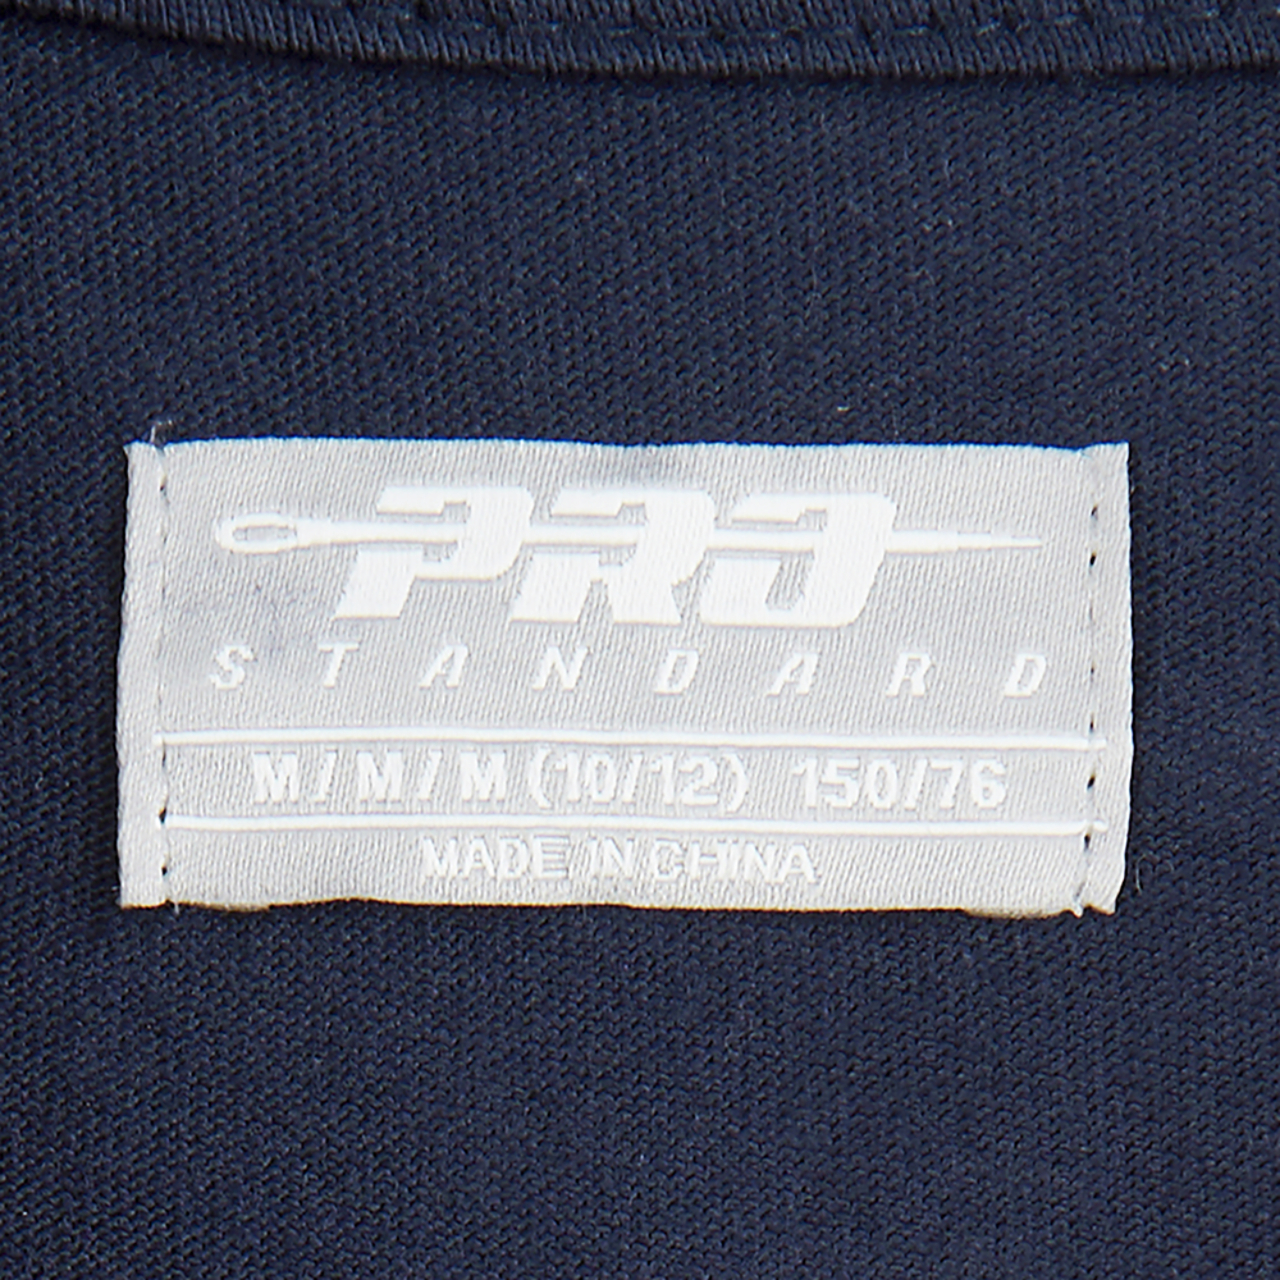 PRO
STANDARD
M/M/M (10/12) 150/76
MADE IN CHINA